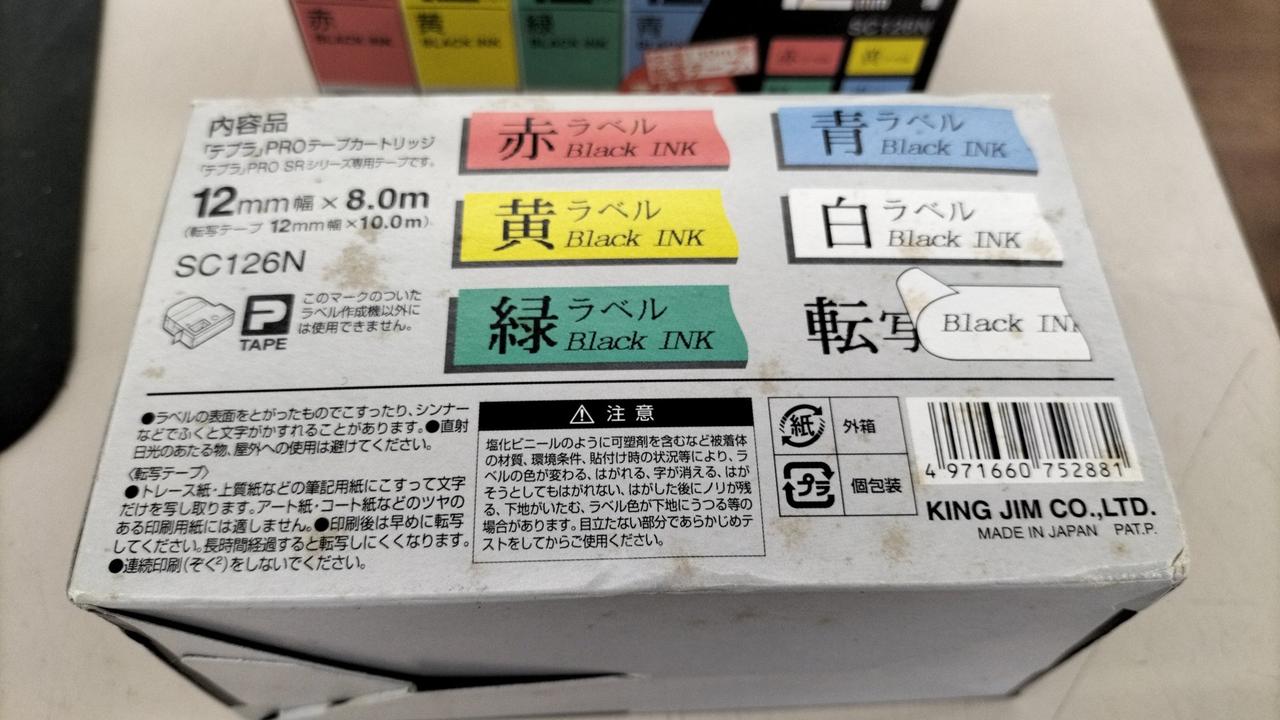 赤
BLACK INK
黄
BLACK INK
緑
BLACK INK
青
BLACK INK
SC126N
赤
黄
内容品
「テプラ」PROテープカートリッジ
「テプラ」PRO SRシリーズ専用テープです。
12mm幅×8.0m
(転写テープ 12mm幅×10.0m)
SC126N
TAPE
このマークのついた
ラベル作成機以外に
は使用できません。
赤 ラベル
Black INK
青 ラベル
Black INK
黄 ラベル
Black INK
白 ラベル
Black INK
緑 ラベル
Black INK
転写
Black INK
●ラベルの表面をとがったものでこすったり、シンナー
などでふくと文字がかすれることがあります。●直射
日光のあたる物、屋外への使用は避けてください。
〈転写テープ〉
●トレース紙・上質紙などの筆記用紙にこすって文字
だけを写し取ります。アート紙・コート紙などのツヤの
ある印刷用紙には適しません。●印刷後は早めに転写
してください。長時間経過すると転写しにくくなります。
●連続印刷(ぞく²)をしないでください。
⚠ 注意
塩化ビニールのように可塑剤を含むなど被着体
の材質、環境条件、貼付け時の状況等により、ラ
ベルの色が変わる、はがれる、字が消える、はが
そうとしてもはがれない、はがした後にノリが残
る、下地がいたむ、ラベル色が下地にうつる等の
場合があります。目立たない部分であらかじめテ
ストをしてからご使用ください。
紙 外箱
プラ 個包装
4 971660 752881
KING JIM CO.,LTD.
MADE IN JAPAN PAT.P.